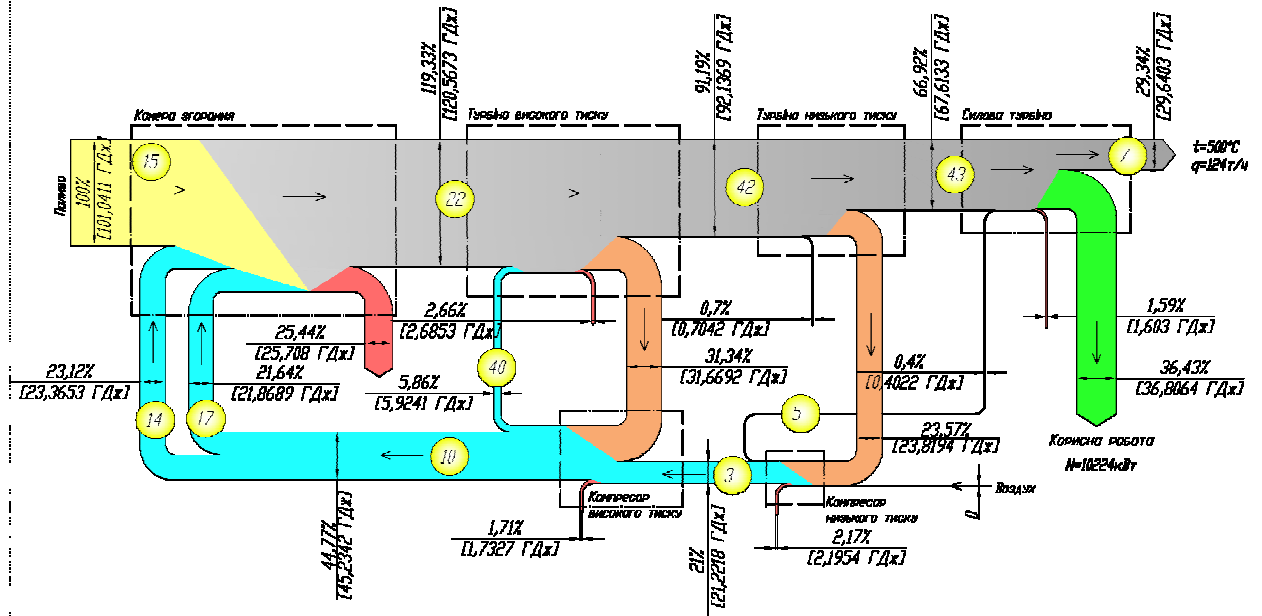 119,33%
[120,5673 ГДж]
91,19%
[92,1369 ГДж]
66,92%
[67,6133 ГДж]
29,34%
[29,6403 ГДж]
Камера згорання
Турбіна високого тиску
Турбіна низького тиску
Силова турбіна
Паливо
100%
[101,0411 ГДж]
15
22
42
43
7
t=500°C
q=124т/ч
2,66%
[2,6853 ГДж]
0,7%
[0,7042 ГДж]
1,59%
[1,603 ГДж]
25,44%
[25,708 ГДж]
31,34%
[31,6692 ГДж]
0,4%
[0,4022 ГДж]
36,43%
[36,8064 ГДж]
23,12%
[23,3653 ГДж]
21,64%
[21,8689 ГДж]
5,86%
[5,9241 ГДж]
40
5
14
17
23,57%
[23,8194 ГДж]
Корисна робота
N=10224кВт
10
3
Воздух
0
Компресор
високого тиску
Компресор
низького тиску
44,77%
[45,2342 ГДж]
1,71%
[1,7327 ГДж]
21%
[21,2218 ГДж]
2,17%
[2,1954 ГДж]